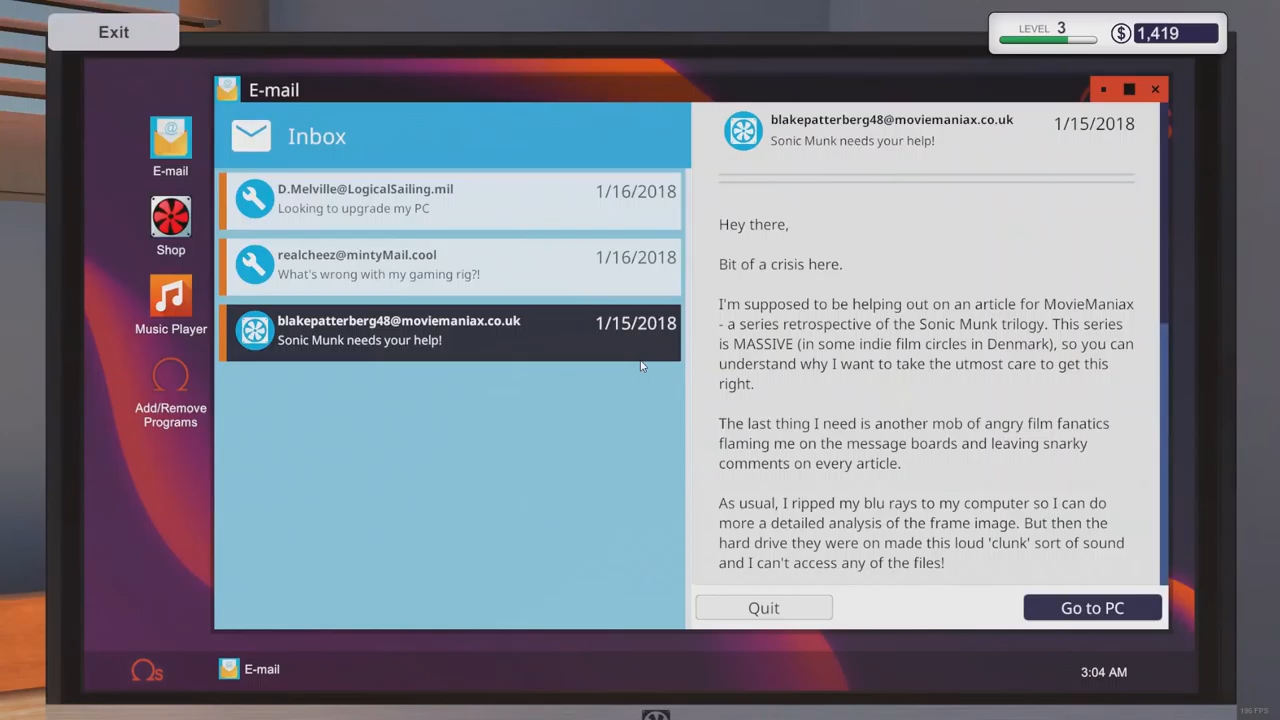 Exit
LEVEL 3
$ 1,419
E-mail
Inbox
E-mail
Shop
Music Player
Add/Remove
Programs
D.Melville@LogicalSailing.mil
1/16/2018
Looking to upgrade my PC
realcheez@mintyMail.cool
1/16/2018
What's wrong with my gaming rig?!
blakepatterberg48@moviemaniax.co.uk
1/15/2018
Sonic Munk needs your help!
blakepatterberg48@moviemaniax.co.uk
1/15/2018
Sonic Munk needs your help!
Hey there,
Bit of a crisis here.
I'm supposed to be helping out on an article for MovieManiax
- a series retrospective of the Sonic Munk trilogy. This series
is MASSIVE (in some indie film circles in Denmark), so you can
understand why I want to take the utmost care to get this
right.
The last thing I need is another mob of angry film fanatics
flaming me on the message boards and leaving snarky
comments on every article.
As usual, I ripped my blu rays to my computer so I can do
more a detailed analysis of the frame image. But then the
hard drive they were on made this loud 'clunk' sort of sound
and I can't access any of the files!
Quit
Go to PC
Ωs
E-mail
3:04 AM
196 FPS